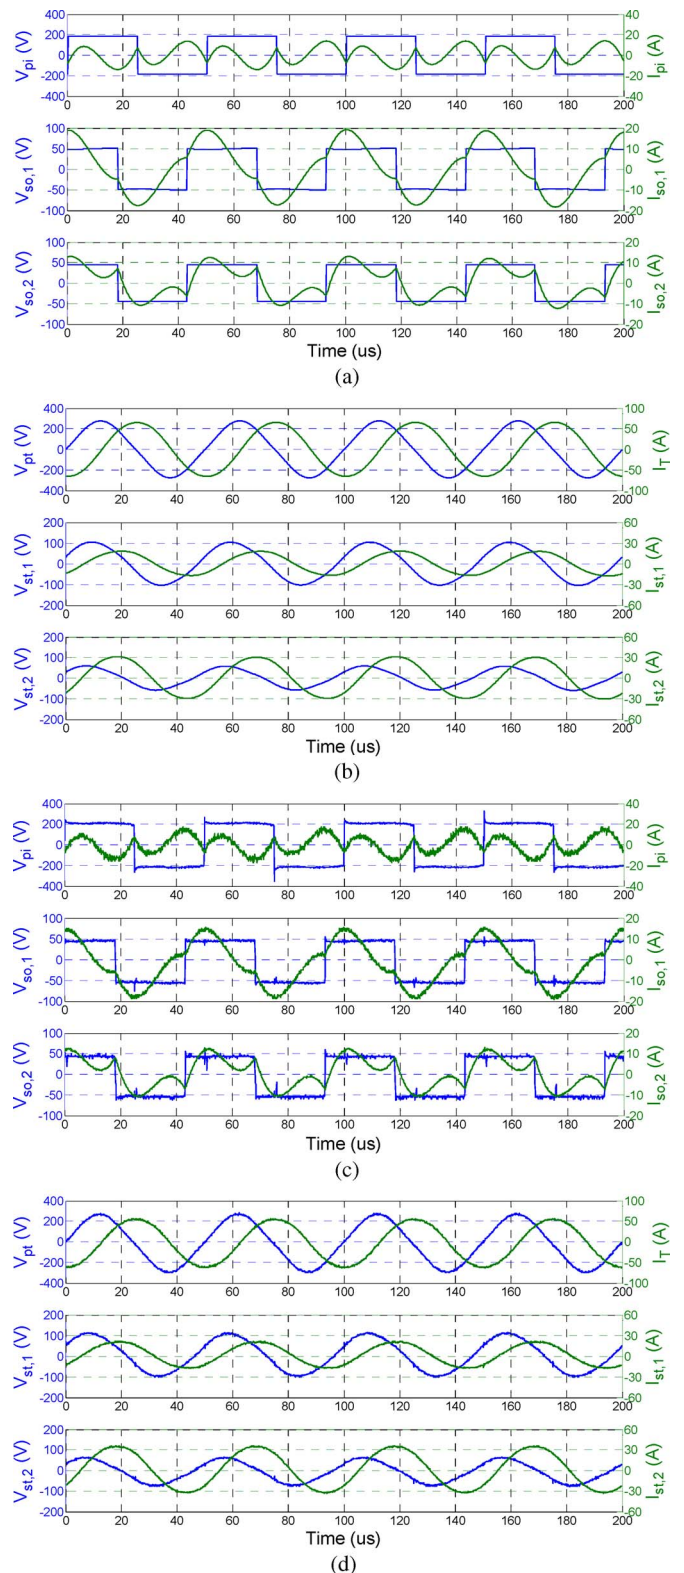 400 40
200 20
0 0
-200 -20
-400 -40
V_pi (V)
I_pi (A)
0 20 40 60 80 100 120 140 160 180 200
100 20
50 10
0 0
-50 -10
-100 -20
V_so,1 (V)
I_so,1 (A)
0 20 40 60 80 100 120 140 160 180 200
100 20
50 10
0 0
-50 -10
-100 -20
V_so,2 (V)
I_so,2 (A)
0 20 40 60 80 100 120 140 160 180 200
Time (us)
(a)
400 100
200 50
0 0
-200 -50
-400 -100
V_pt (V)
I_T (A)
0 20 40 60 80 100 120 140 160 180 200
200 60
100 30
0 0
-100 -30
-200 -60
V_st,1 (V)
I_st,1 (A)
0 20 40 60 80 100 120 140 160 180 200
200 60
100 30
0 0
-100 -30
-200 -60
V_st,2 (V)
I_st,2 (A)
0 20 40 60 80 100 120 140 160 180 200
Time (us)
(b)
400 40
200 20
0 0
-200 -20
-400 -40
V_pi (V)
I_pi (A)
0 20 40 60 80 100 120 140 160 180 200
100 20
50 10
0 0
-50 -10
-100 -20
V_so,1 (V)
I_so,1 (A)
0 20 40 60 80 100 120 140 160 180 200
100 20
50 10
0 0
-50 -10
-100 -20
V_so,2 (V)
I_so,2 (A)
0 20 40 60 80 100 120 140 160 180 200
Time (us)
(c)
400 100
200 50
0 0
-200 -50
-400 -100
V_pt (V)
I_T (A)
0 20 40 60 80 100 120 140 160 180 200
200 60
100 30
0 0
-100 -30
-200 -60
V_st,1 (V)
I_st,1 (A)
0 20 40 60 80 100 120 140 160 180 200
200 60
100 30
0 0
-100 -30
-200 -60
V_st,2 (V)
I_st,2 (A)
0 20 40 60 80 100 120 140 160 180 200
Time (us)
(d)